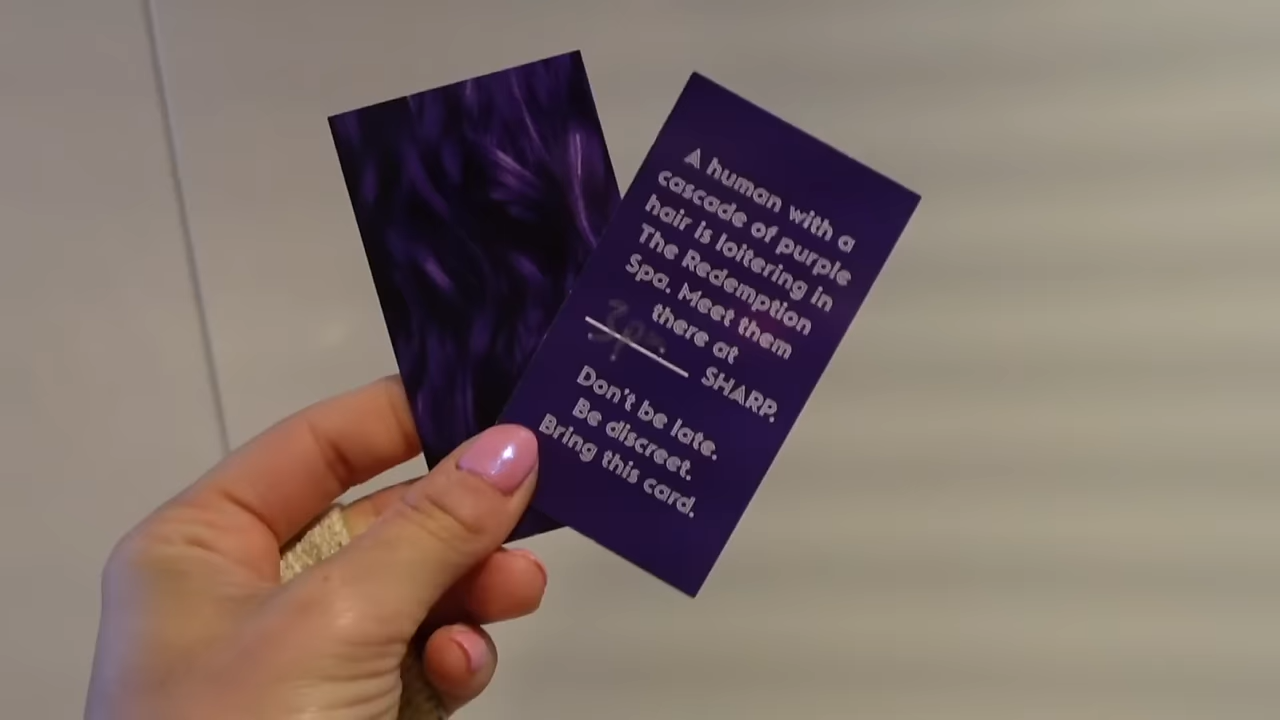 A human with a
cascade of purple
hair is loitering in
The Redemption
Spa. Meet them
there at
3pm SHARP.
Don't be late.
Be discreet.
Bring this card.